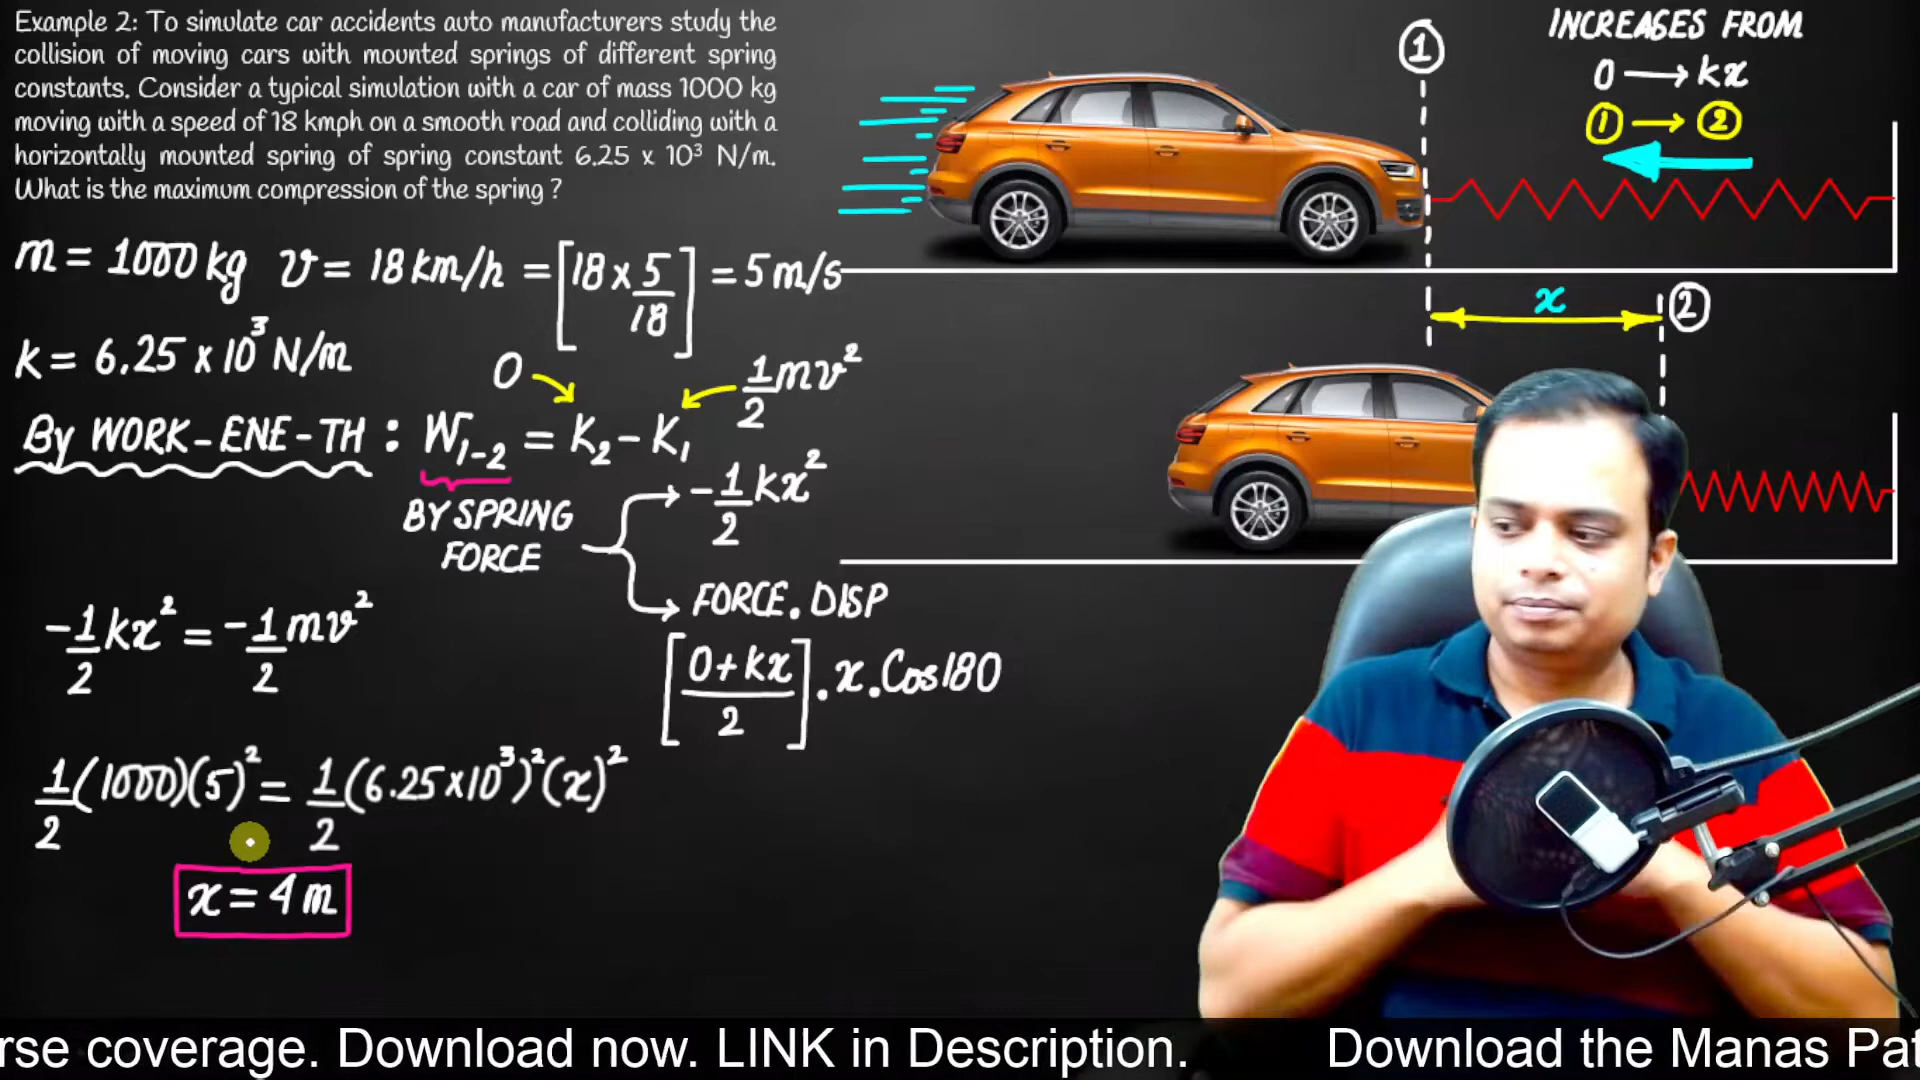 Example 2: To simulate car accidents auto manufacturers study the
collision of moving cars with mounted springs of different spring
constants. Consider a typical simulation with a car of mass 1000 kg
moving with a speed of 18 kmph on a smooth road and colliding with a
horizontally mounted spring of spring constant 6.25 x 10³ N/m.
What is the maximum compression of the spring ?
INCREASES FROM
0 → kx
① → ②
①
x
②
m = 1000 kg v = 18 km/h = [18 x 5/18] = 5 m/s
k = 6.25 x 10³ N/m
0
1/2 mv²
By WORK-ENE-TH : W₁₋₂ = K₂ - K₁
BY SPRING
FORCE
-1/2 kx²
FORCE . DISP
[0+kx/2] . x . Cos180
-1/2 kx² = -1/2 mv²
1/2 (1000)(5)² = 1/2 (6.25x10³)² (x)²
x = 4 m
rse coverage. Download now. LINK in Description. Download the Manas Pat